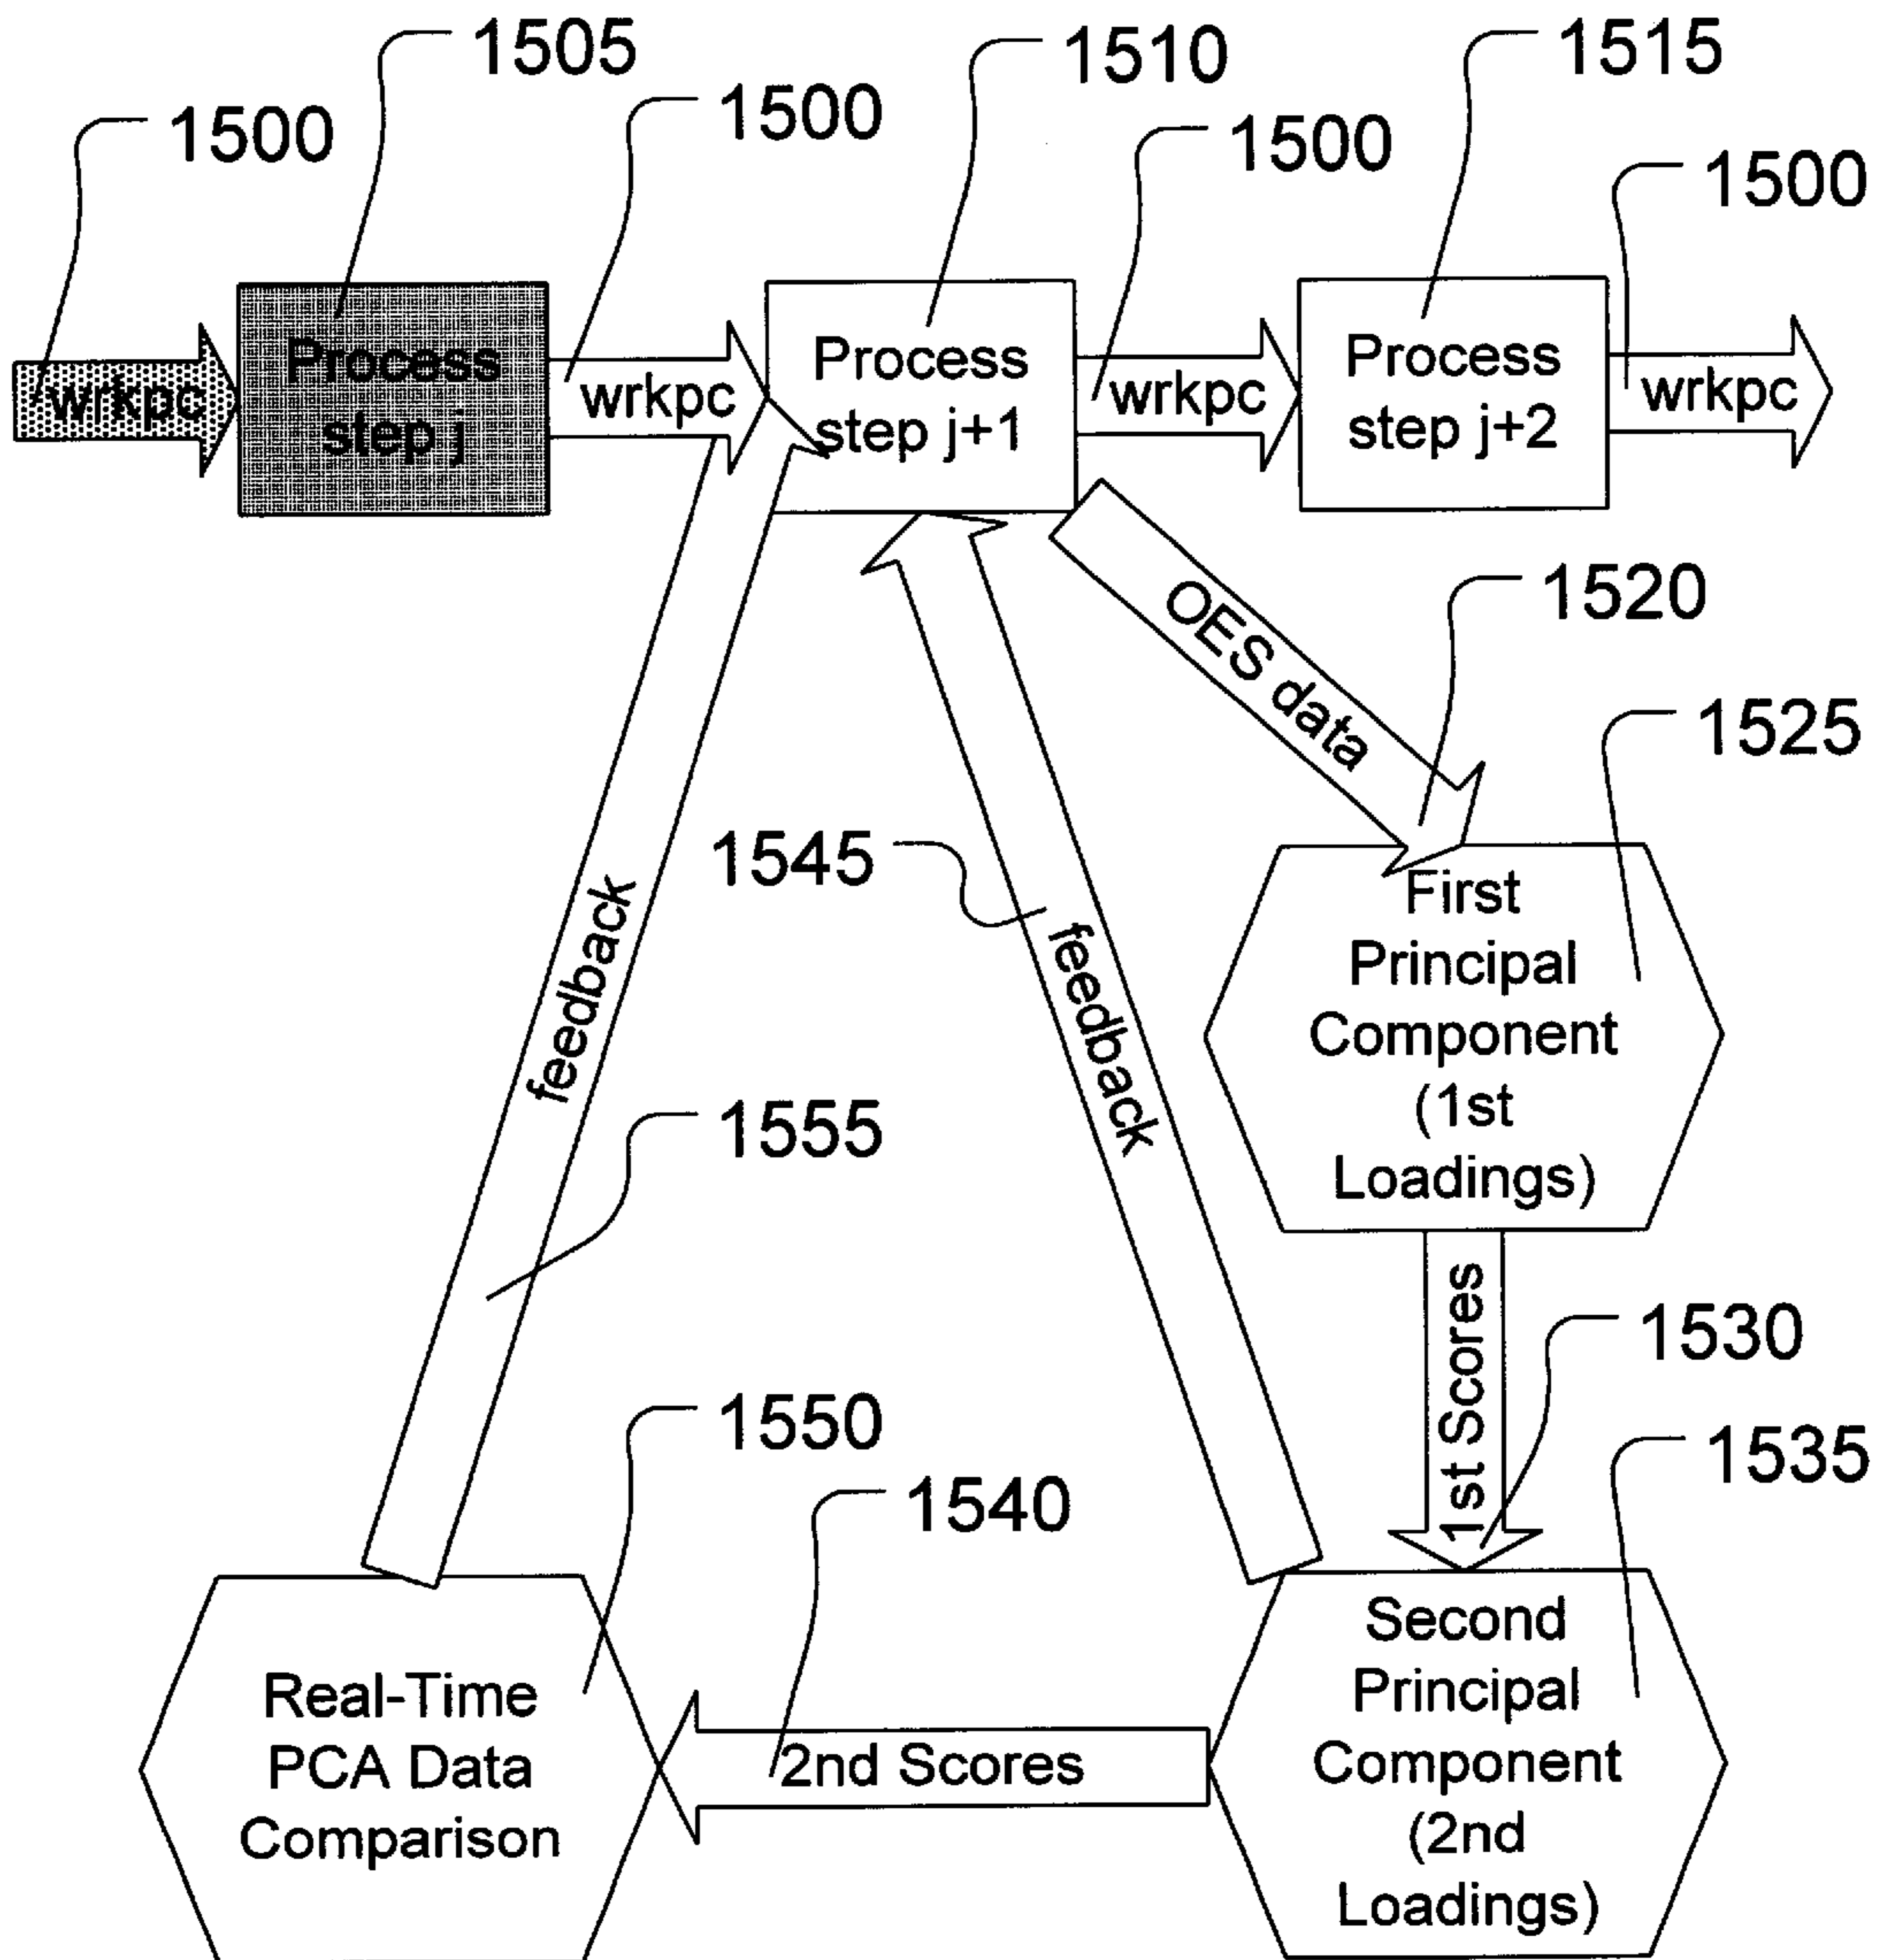 1505
1510
1515
1500
1500
1500
1500
wrkpc
Process
step j
wrkpc
Process
step j+1
wrkpc
Process
step j+2
wrkpc
OES data
1520
1525
1545
First
Principal
Component
(1st
Loadings)
feedback
feedback
1555
1st Scores
1530
1550
1540
1535
Real-Time
PCA Data
Comparison
2nd Scores
Second
Principal
Component
(2nd
Loadings)